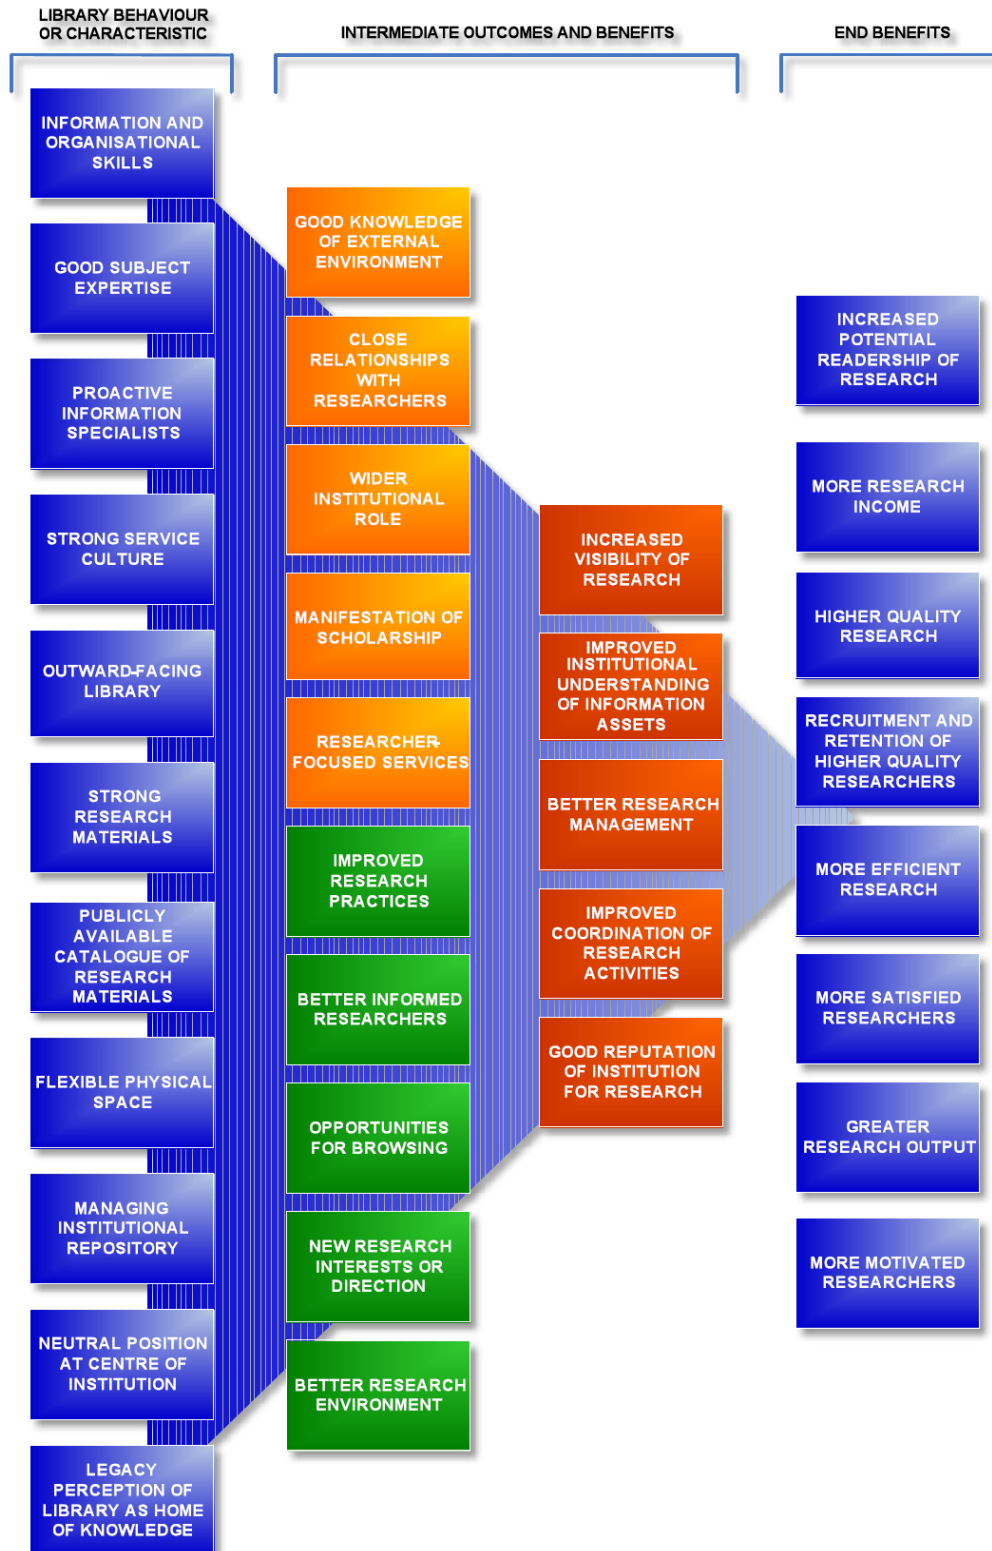 LIBRARY BEHAVIOUR
OR CHARACTERISTIC
INTERMEDIATE OUTCOMES AND BENEFITS
END BENEFITS
INFORMATION AND
ORGANISATIONAL
SKILLS
GOOD SUBJECT
EXPERTISE
PROACTIVE
INFORMATION
SPECIALISTS
STRONG SERVICE
CULTURE
OUTWARD-FACING
LIBRARY
STRONG
RESEARCH
MATERIALS
PUBLICLY
AVAILABLE
CATALOGUE OF
RESEARCH
MATERIALS
FLEXIBLE PHYSICAL
SPACE
MANAGING
INSTITUTIONAL
REPOSITORY
NEUTRAL POSITION
AT CENTRE OF
INSTITUTION
LEGACY
PERCEPTION OF
LIBRARY AS HOME
OF KNOWLEDGE
GOOD KNOWLEDGE
OF EXTERNAL
ENVIRONMENT
CLOSE
RELATIONSHIPS
WITH
RESEARCHERS
WIDER
INSTITUTIONAL
ROLE
MANIFESTATION OF
SCHOLARSHIP
RESEARCHER-
FOCUSED SERVICES
IMPROVED
RESEARCH
PRACTICES
BETTER INFORMED
RESEARCHERS
OPPORTUNITIES
FOR BROWSING
NEW RESEARCH
INTERESTS OR
DIRECTION
BETTER RESEARCH
ENVIRONMENT
INCREASED
VISIBILITY OF
RESEARCH
IMPROVED
INSTITUTIONAL
UNDERSTANDING
OF INFORMATION
ASSETS
BETTER RESEARCH
MANAGEMENT
IMPROVED
COORDINATION OF
RESEARCH
ACTIVITIES
GOOD REPUTATION
OF INSTITUTION
FOR RESEARCH
INCREASED
POTENTIAL
READERSHIP OF
RESEARCH
MORE RESEARCH
INCOME
HIGHER QUALITY
RESEARCH
RECRUITMENT AND
RETENTION OF
HIGHER QUALITY
RESEARCHERS
MORE EFFICIENT
RESEARCH
MORE SATISFIED
RESEARCHERS
GREATER
RESEARCH OUTPUT
MORE MOTIVATED
RESEARCHERS